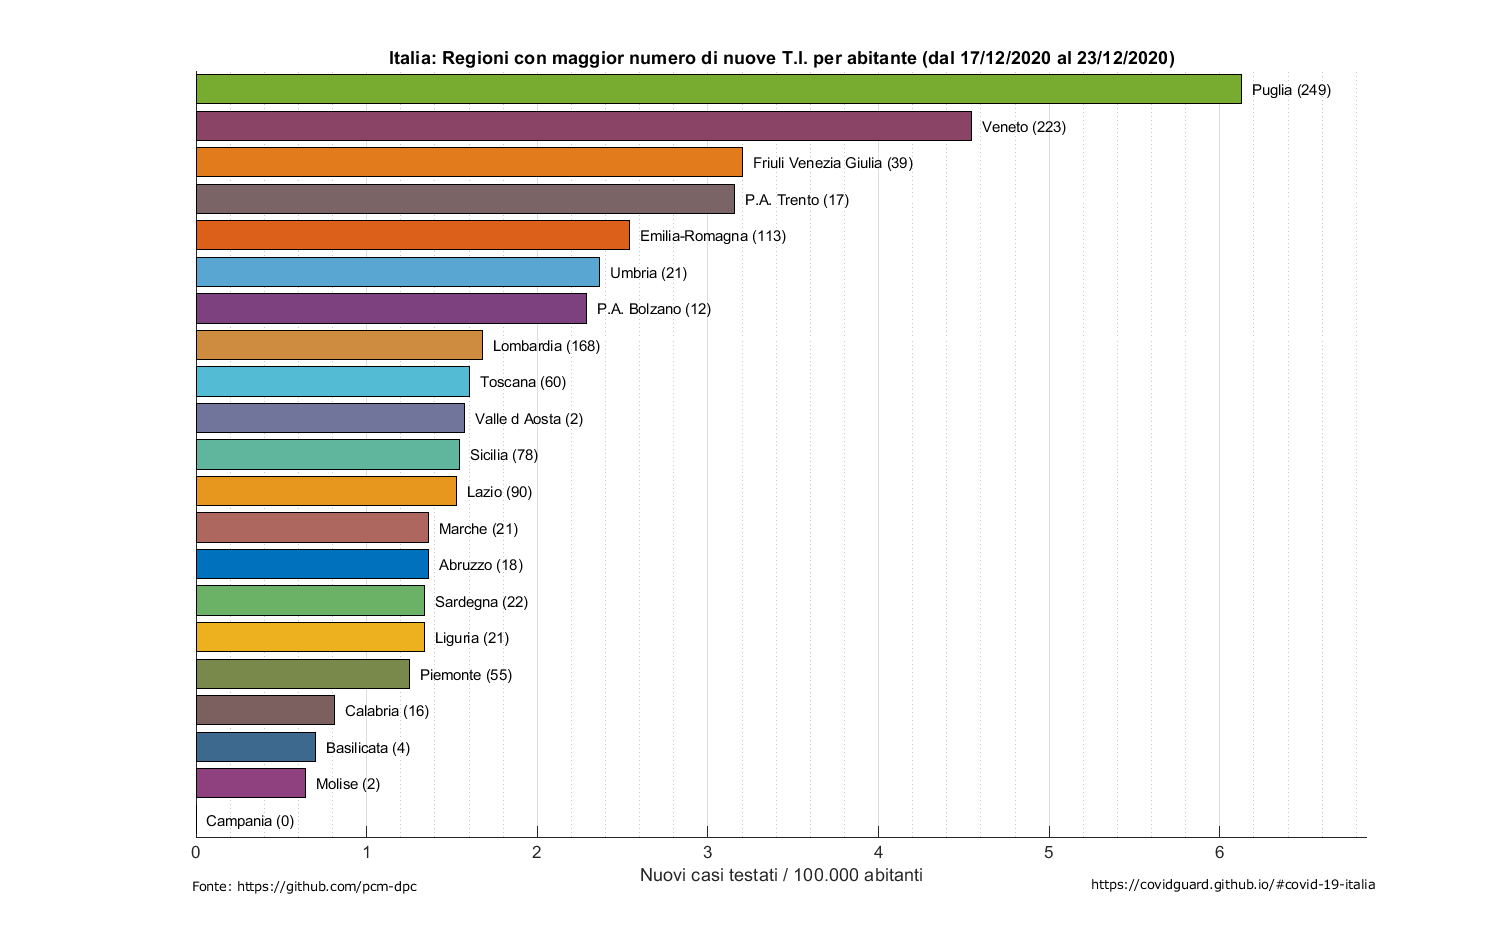 Italia: Regioni con maggior numero di nuove T.I. per abitante (dal 17/12/2020 al 23/12/2020)
Puglia (249)
Veneto (223)
Friuli Venezia Giulia (39)
P.A. Trento (17)
Emilia-Romagna (113)
Umbria (21)
P.A. Bolzano (12)
Lombardia (168)
Toscana (60)
Valle d Aosta (2)
Sicilia (78)
Lazio (90)
Marche (21)
Abruzzo (18)
Sardegna (22)
Liguria (21)
Piemonte (55)
Calabria (16)
Basilicata (4)
Molise (2)
Campania (0)
0 1 2 3 4 5 6
Nuovi casi testati / 100.000 abitanti
Fonte: https://github.com/pcm-dpc
https://covidguard.github.io/#covid-19-italia